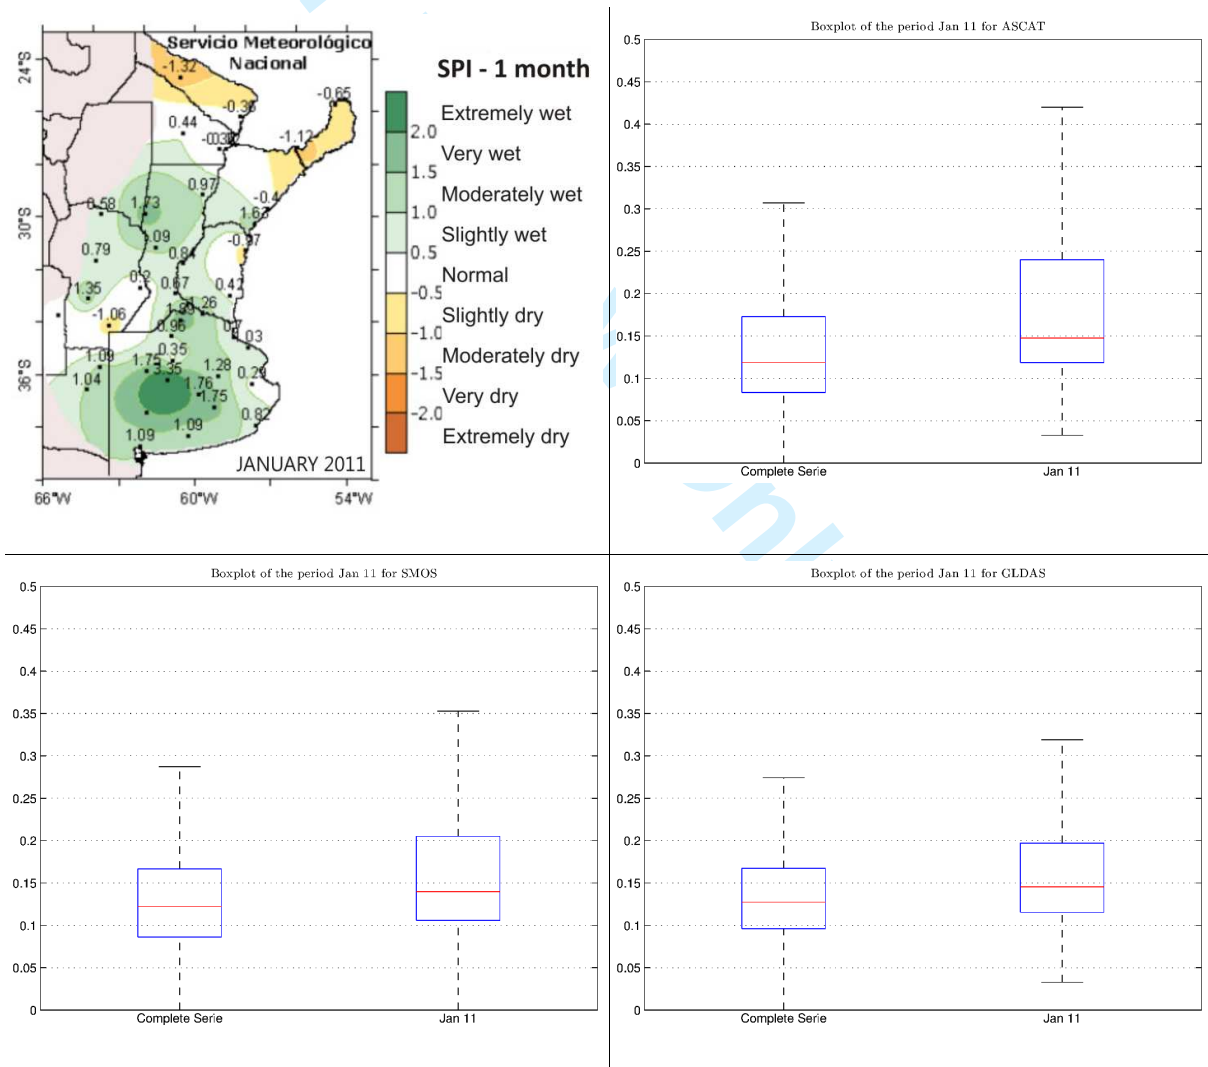 Servicio Meteorológico
Nacional
24°S
30°S
36°S
66°W
60°W
54°W
-1.32
-0.65
0.44
-1.12
0.97
-0.4
1.73
0.79
0.84
0.2
0.67
0.42
1.35
1.26
-1.06
0.96
0.35
1.09
1.75
3.35
1.28
0.29
1.04
1.76
1.75
0.82
1.09
1.09
JANUARY 2011
SPI - 1 month
Extremely wet
2.0
Very wet
1.5
Moderately wet
1.0
Slightly wet
0.5
Normal
-0.5
Slightly dry
-1.0
Moderately dry
-1.5
Very dry
-2.0
Extremely dry
Boxplot of the period Jan 11 for ASCAT
0.5
0.45
0.4
0.35
0.3
0.25
0.2
0.15
0.1
0.05
0
Complete Serie
Jan 11
Boxplot of the period Jan 11 for SMOS
0.5
0.45
0.4
0.35
0.3
0.25
0.2
0.15
0.1
0.05
0
Complete Serie
Jan 11
Boxplot of the period Jan 11 for GLDAS
0.5
0.45
0.4
0.35
0.3
0.25
0.2
0.15
0.1
0.05
0
Complete Serie
Jan 11